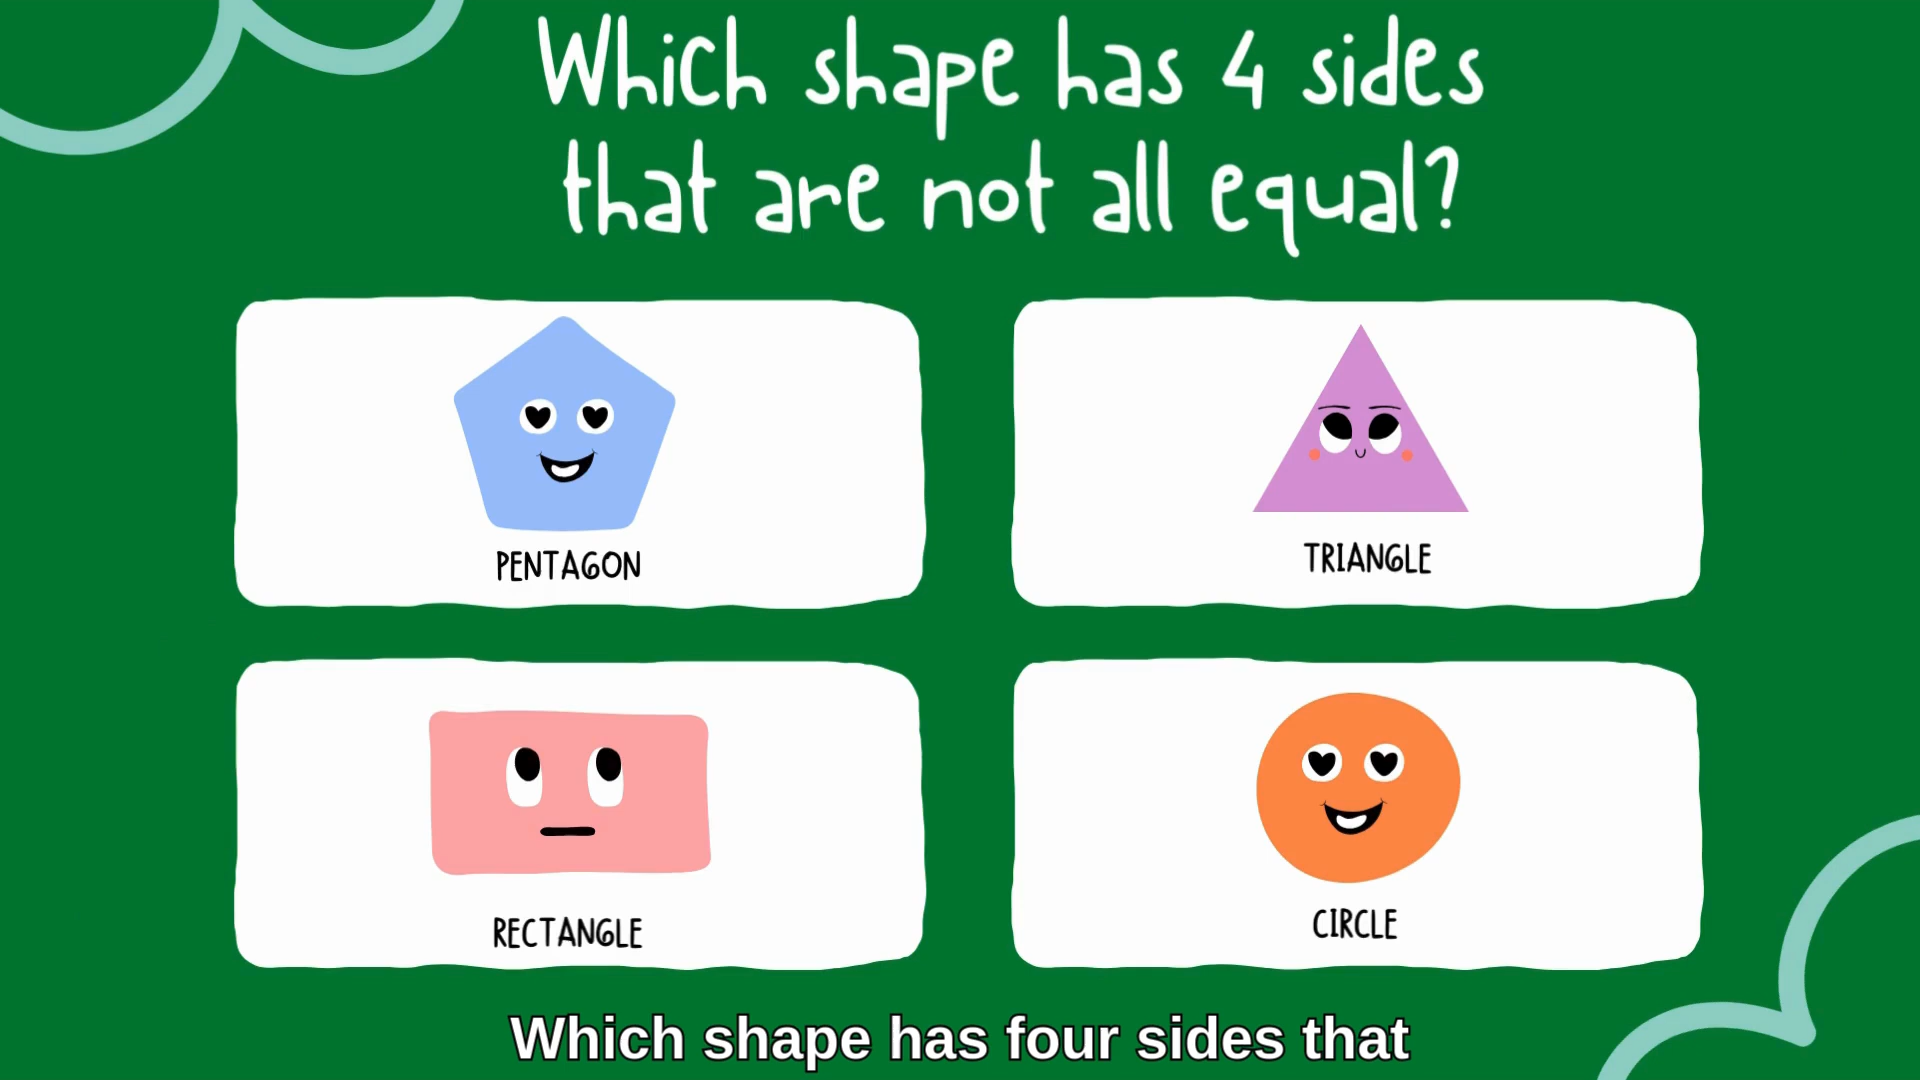 Which shape has 4 sides
that are not all equal?
PENTAGON
TRIANGLE
RECTANGLE
CIRCLE
Which shape has four sides that